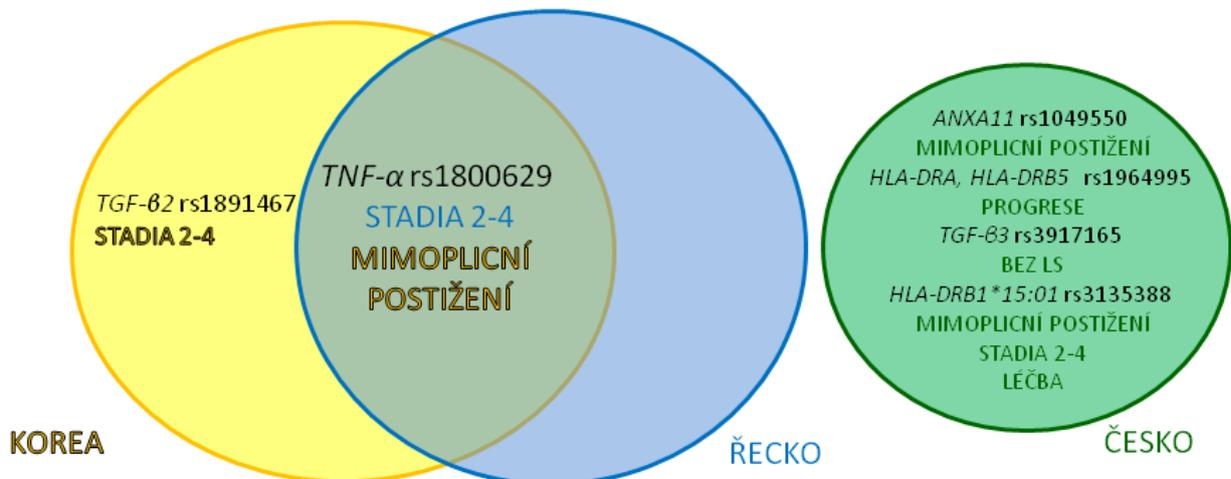 TGF-β2 rs1891467
STADIA 2-4
TNF-α rs1800629
STADIA 2-4
MIMOPLICNÍ
POSTIŽENÍ
ANXA11 rs1049550
MIMOPLICNÍ POSTIŽENÍ
HLA-DRA, HLA-DRB5 rs1964995
PROGRESE
TGF-β3 rs3917165
BEZ LS
HLA-DRB1*15:01 rs3135388
MIMOPLICNÍ POSTIŽENÍ
STADIA 2-4
LÉČBA
KOREA
ŘECKO
ČESKO